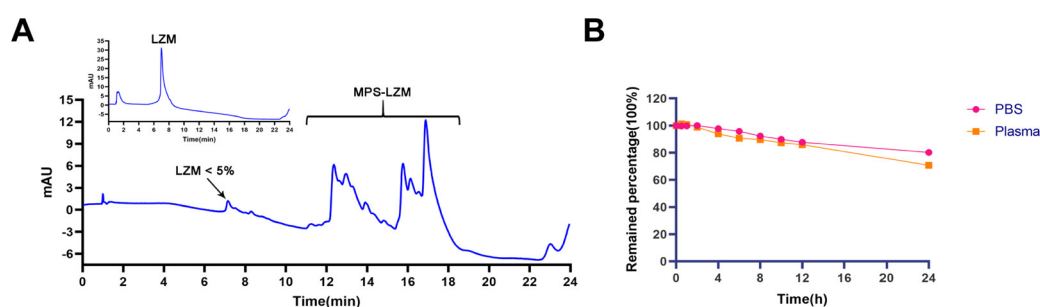 A
LZM
mAU
35
30
25
20
15
10
5
0
-5
0 2 4 6 8 10 12 14 16 18 20 22 24
Time(min)
MPS-LZM
LZM < 5%
mAU
15
12
9
6
3
0
-3
-6
0 2 4 6 8 10 12 14 16 18 20 22 24
Time(min)
B
Remained percentage(100%)
120
100
80
60
40
20
0
0 4 8 12 16 20 24
Time(h)
PBS
Plasma